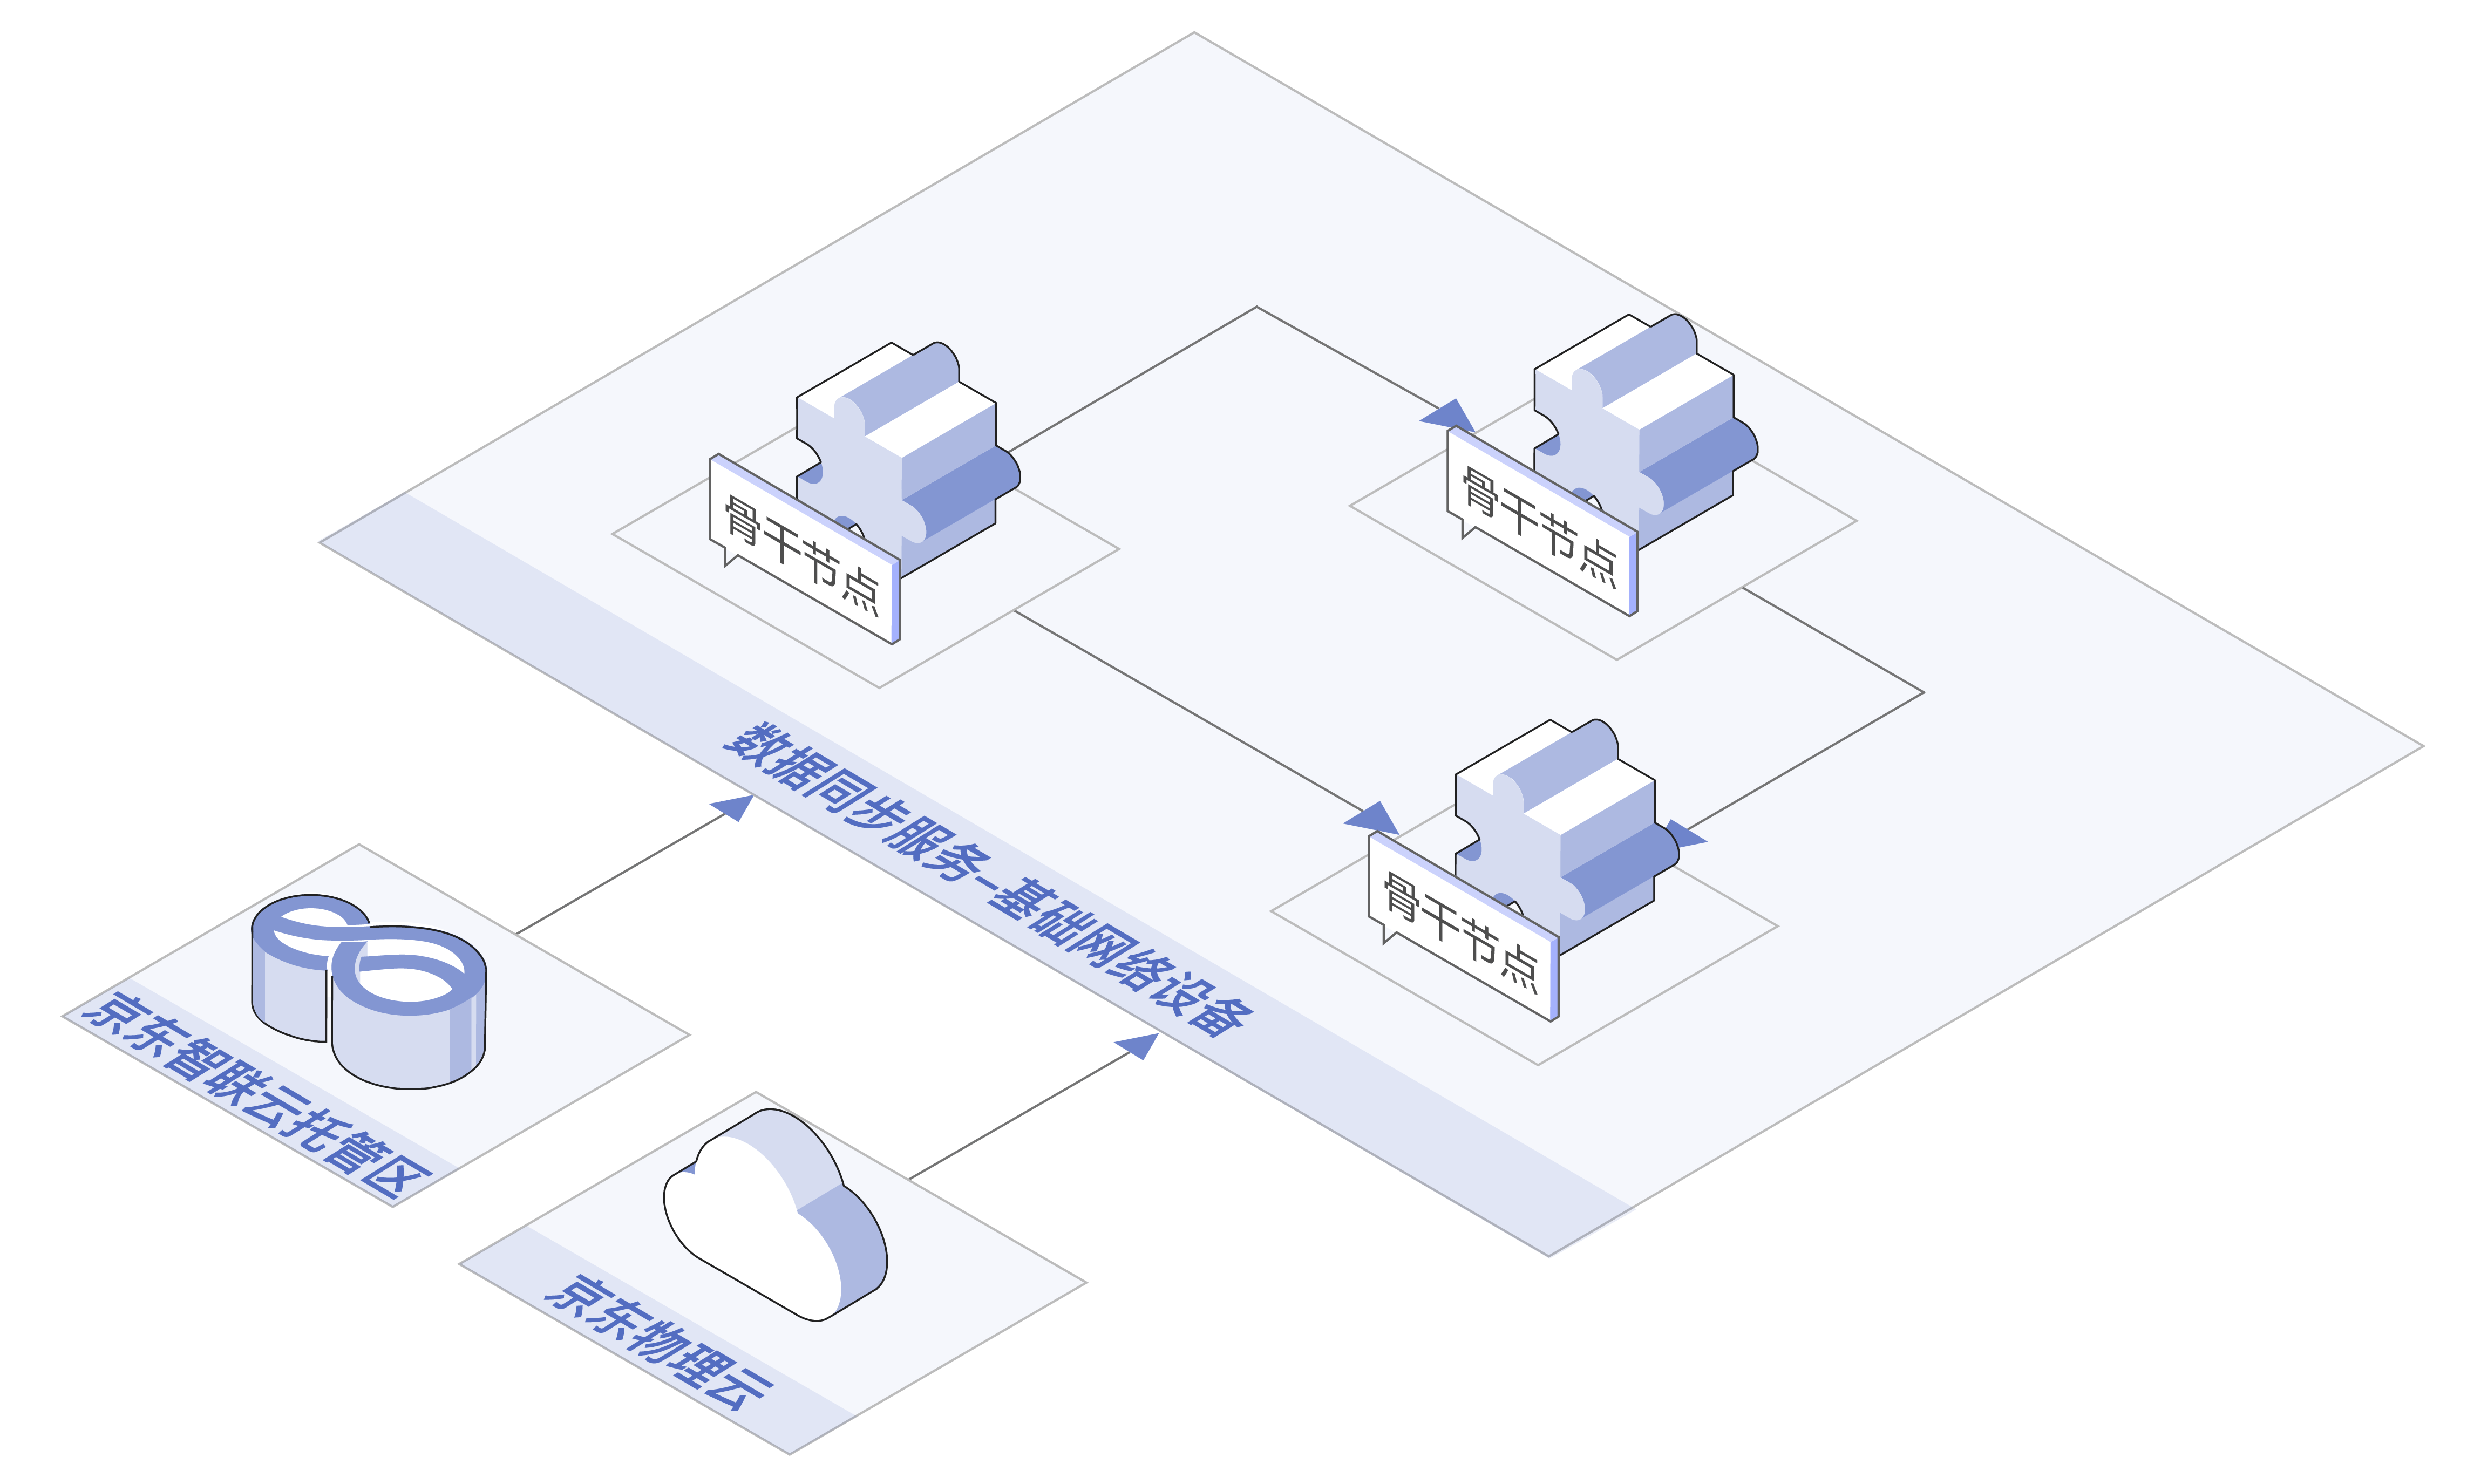 骨干节点
骨干节点
骨干节点
数据同步服务-基础网络设备
京东智联云托管区
京东物理云